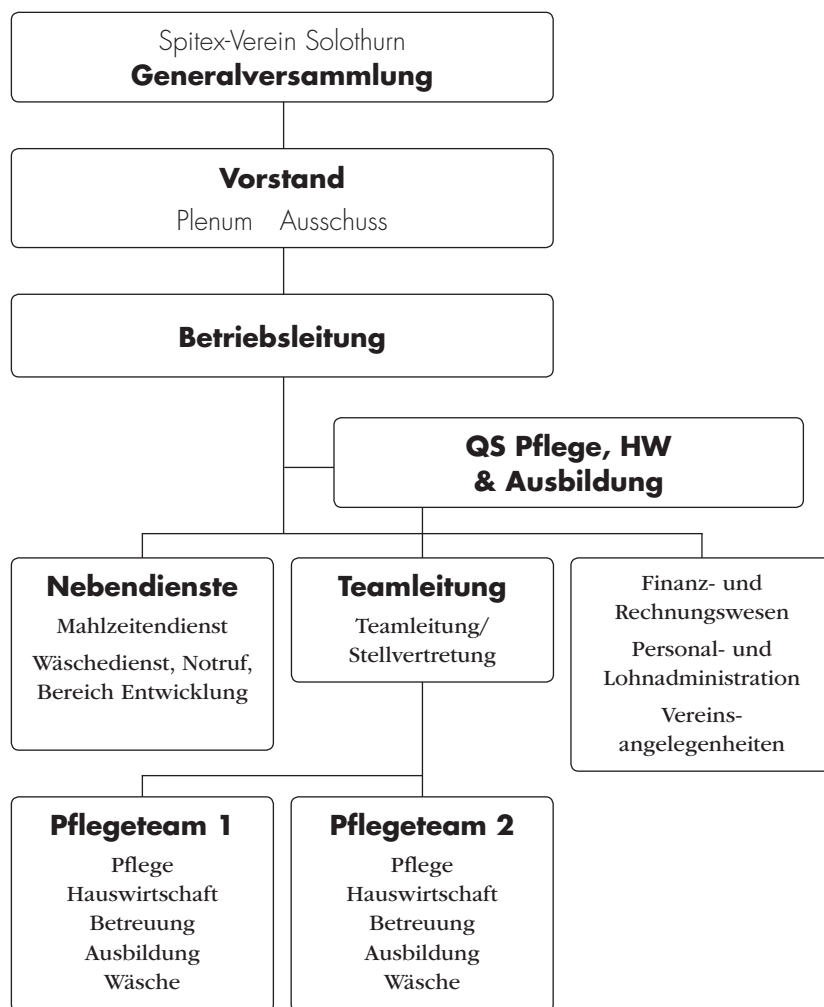 Spitex-Verein Solothurn
Generalversammlung
Vorstand
Plenum Ausschuss
Betriebsleitung
QS Pflege, HW
& Ausbildung
Nebendienste
Mahlzeitendienst
Wäschedienst, Notruf,
Bereich Entwicklung
Teamleitung
Teamleitung/
Stellvertretung
Finanz- und
Rechnungswesen
Personal- und
Lohnadministration
Vereins-
angelegenheiten
Pflegeteam 1
Pflege
Hauswirtschaft
Betreuung
Ausbildung
Wäsche
Pflegeteam 2
Pflege
Hauswirtschaft
Betreuung
Ausbildung
Wäsche